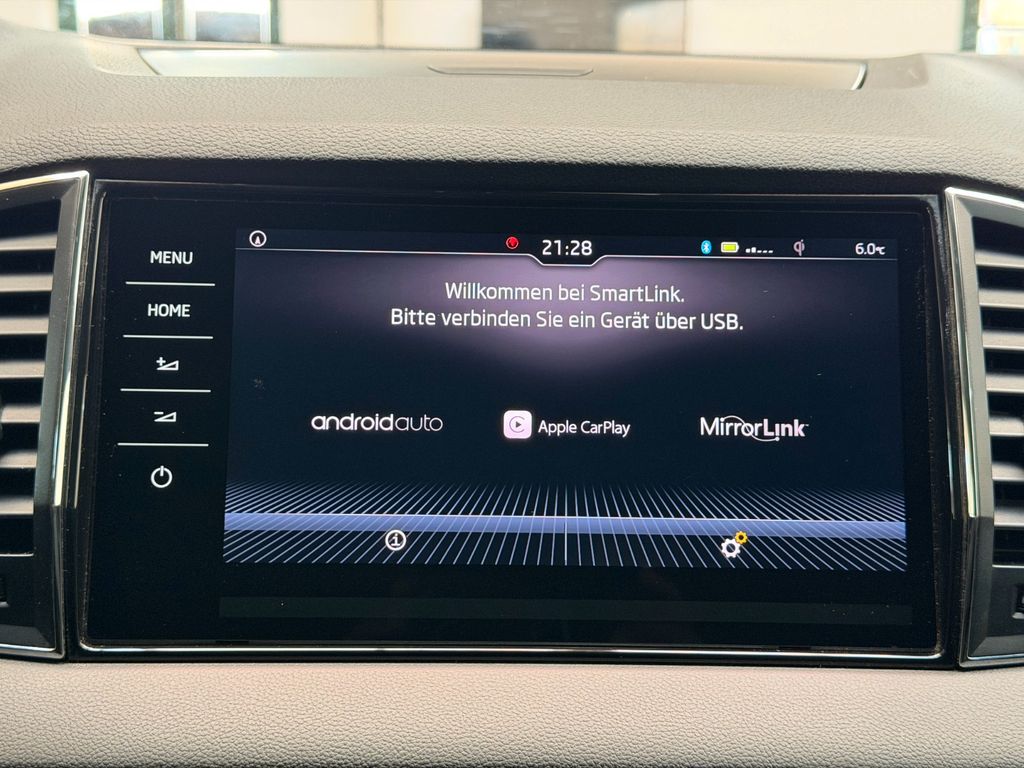 MENU
HOME
21:28
6.0°C
Willkommen bei SmartLink.
Bitte verbinden Sie ein Gerät über USB.
androidauto
Apple CarPlay
MirrorLink™